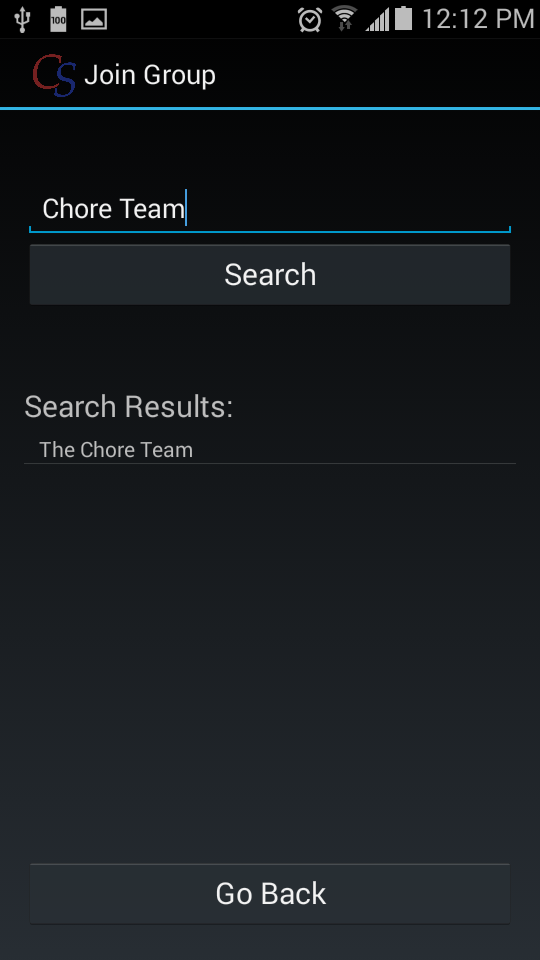 100
12:12 PM
CS Join Group
Chore Team
Search
Search Results:
The Chore Team
Go Back